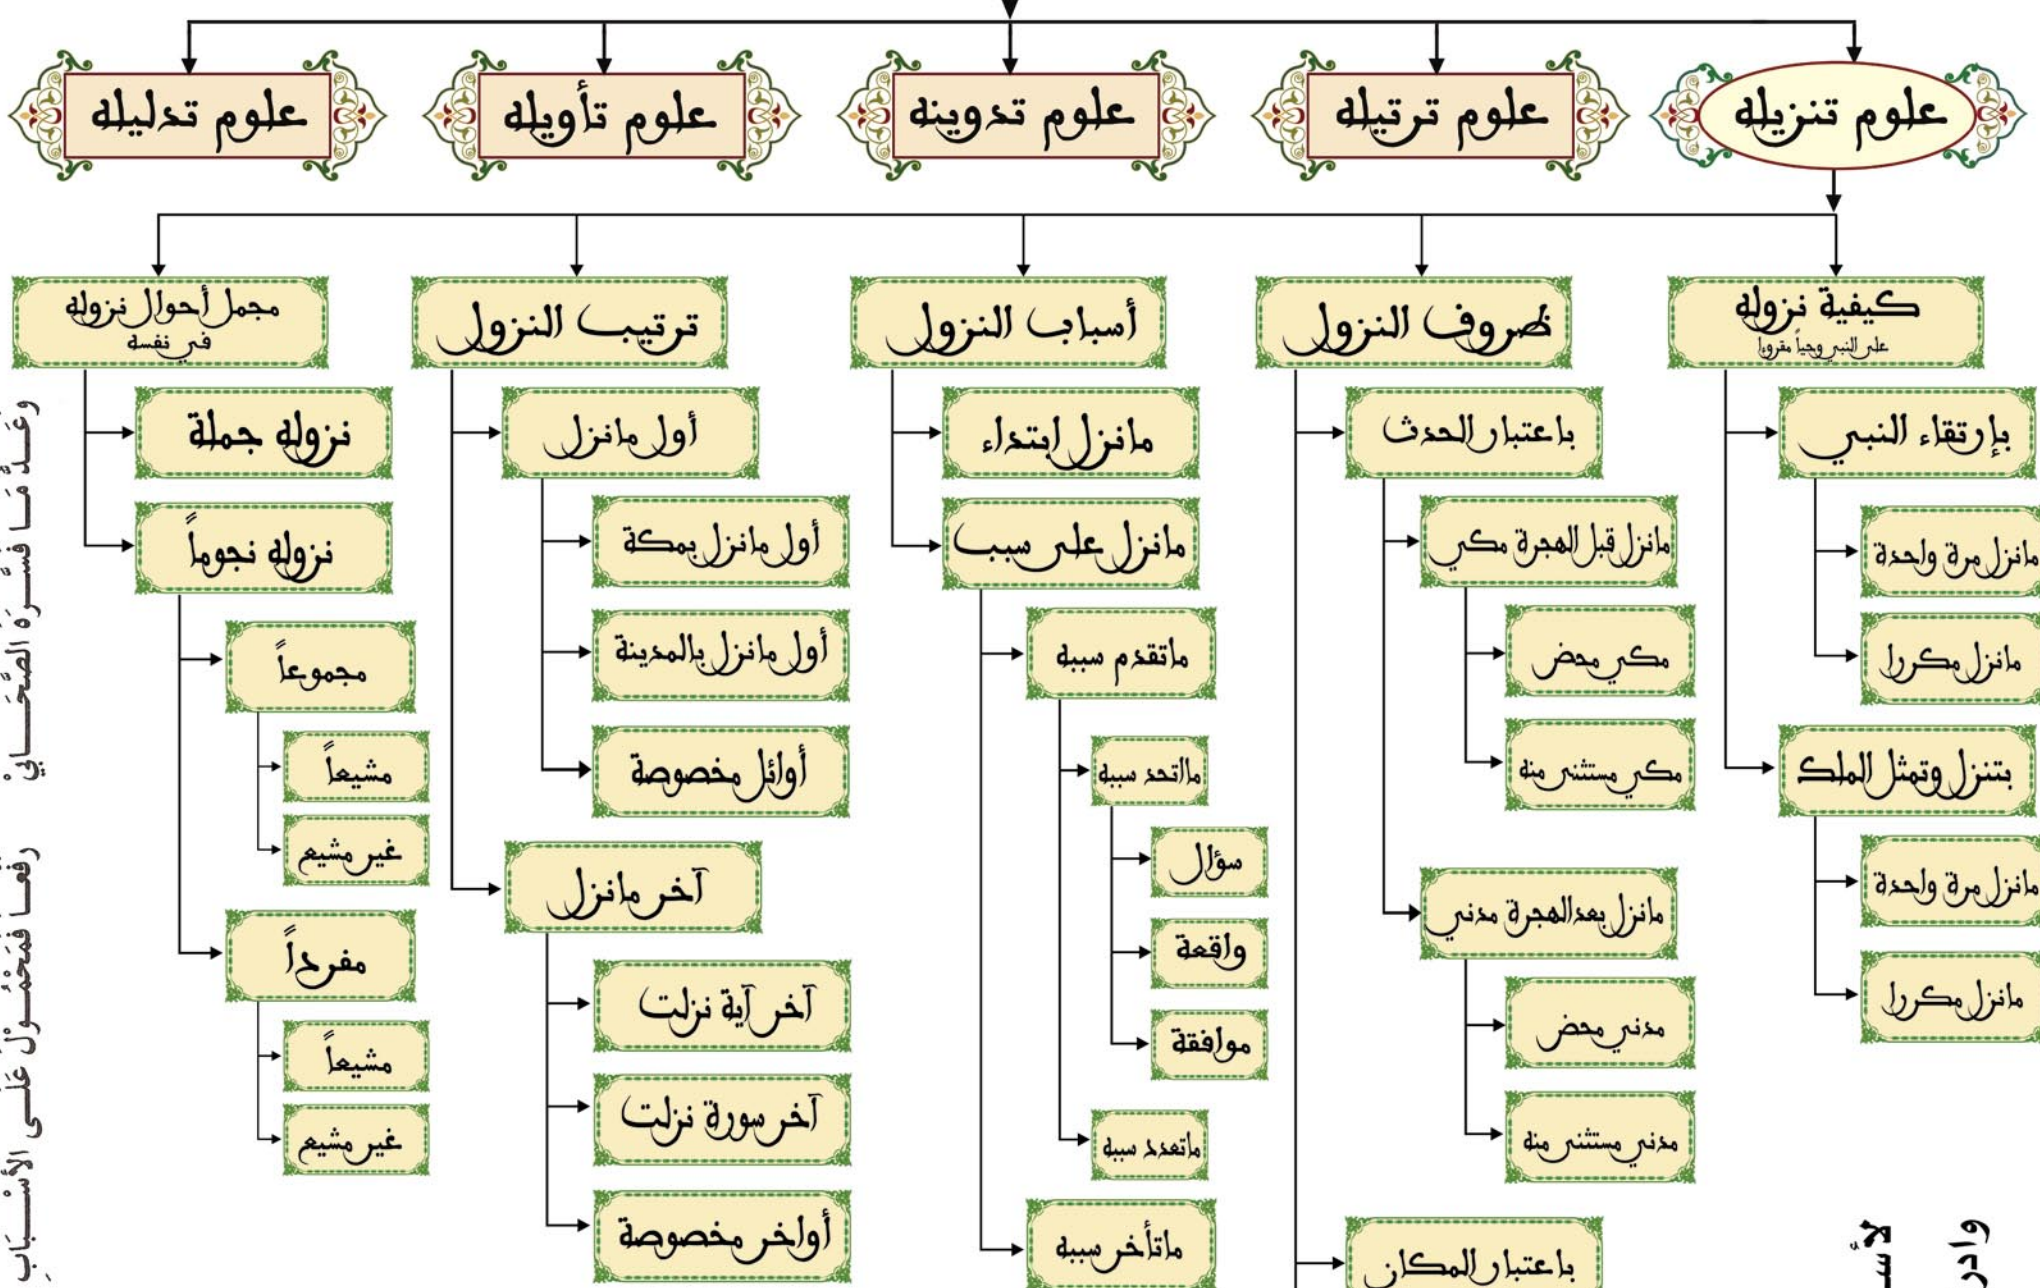 علوم تنزيله
علوم ترتيله
علوم تدوينه
علوم تأويله
علوم تدليله
كيفية نزوله
على النبي وحياً مقروءا
بإرتقاء النبي
مانزل مرة واحدة
مانزل مكررا
بتنزل وتمثل الملك
مانزل مرة واحدة
مانزل مكررا
ظروف النزول
باعتبار الحدث
مانزل قبل الهجرة مكي
مكي محض
مكي مستثنى منه
مانزل بعد الهجرة مدني
مدني محض
مدني مستثنى منه
باعتبار المكان
أسباب النزول
مانزل ابتداء
مانزل على سبب
ماتقدم سببه
مااتحد سببه
سؤال
واقعة
موافقة
ماتعدد سببه
ماتأخر سببه
ترتيب النزول
أول مانزل
أول مانزل بمكة
أول مانزل بالمدينة
أوائل مخصوصة
آخر مانزل
آخر آية نزلت
آخر سورة نزلت
أواخر مخصوصة
مجمل أحوال نزوله
في نفسه
نزوله جملة
نزوله نجوماً
مجموعاً
مشيعاً
غير مشيع
مفرداً
مشيعاً
غير مشيع
وَعَدُّ مَا فَسَّرَهُ الصَّحَابِيْ
رَفْعاً فَمَحْمُوْلٌ عَلَى الأَسْبَابِ